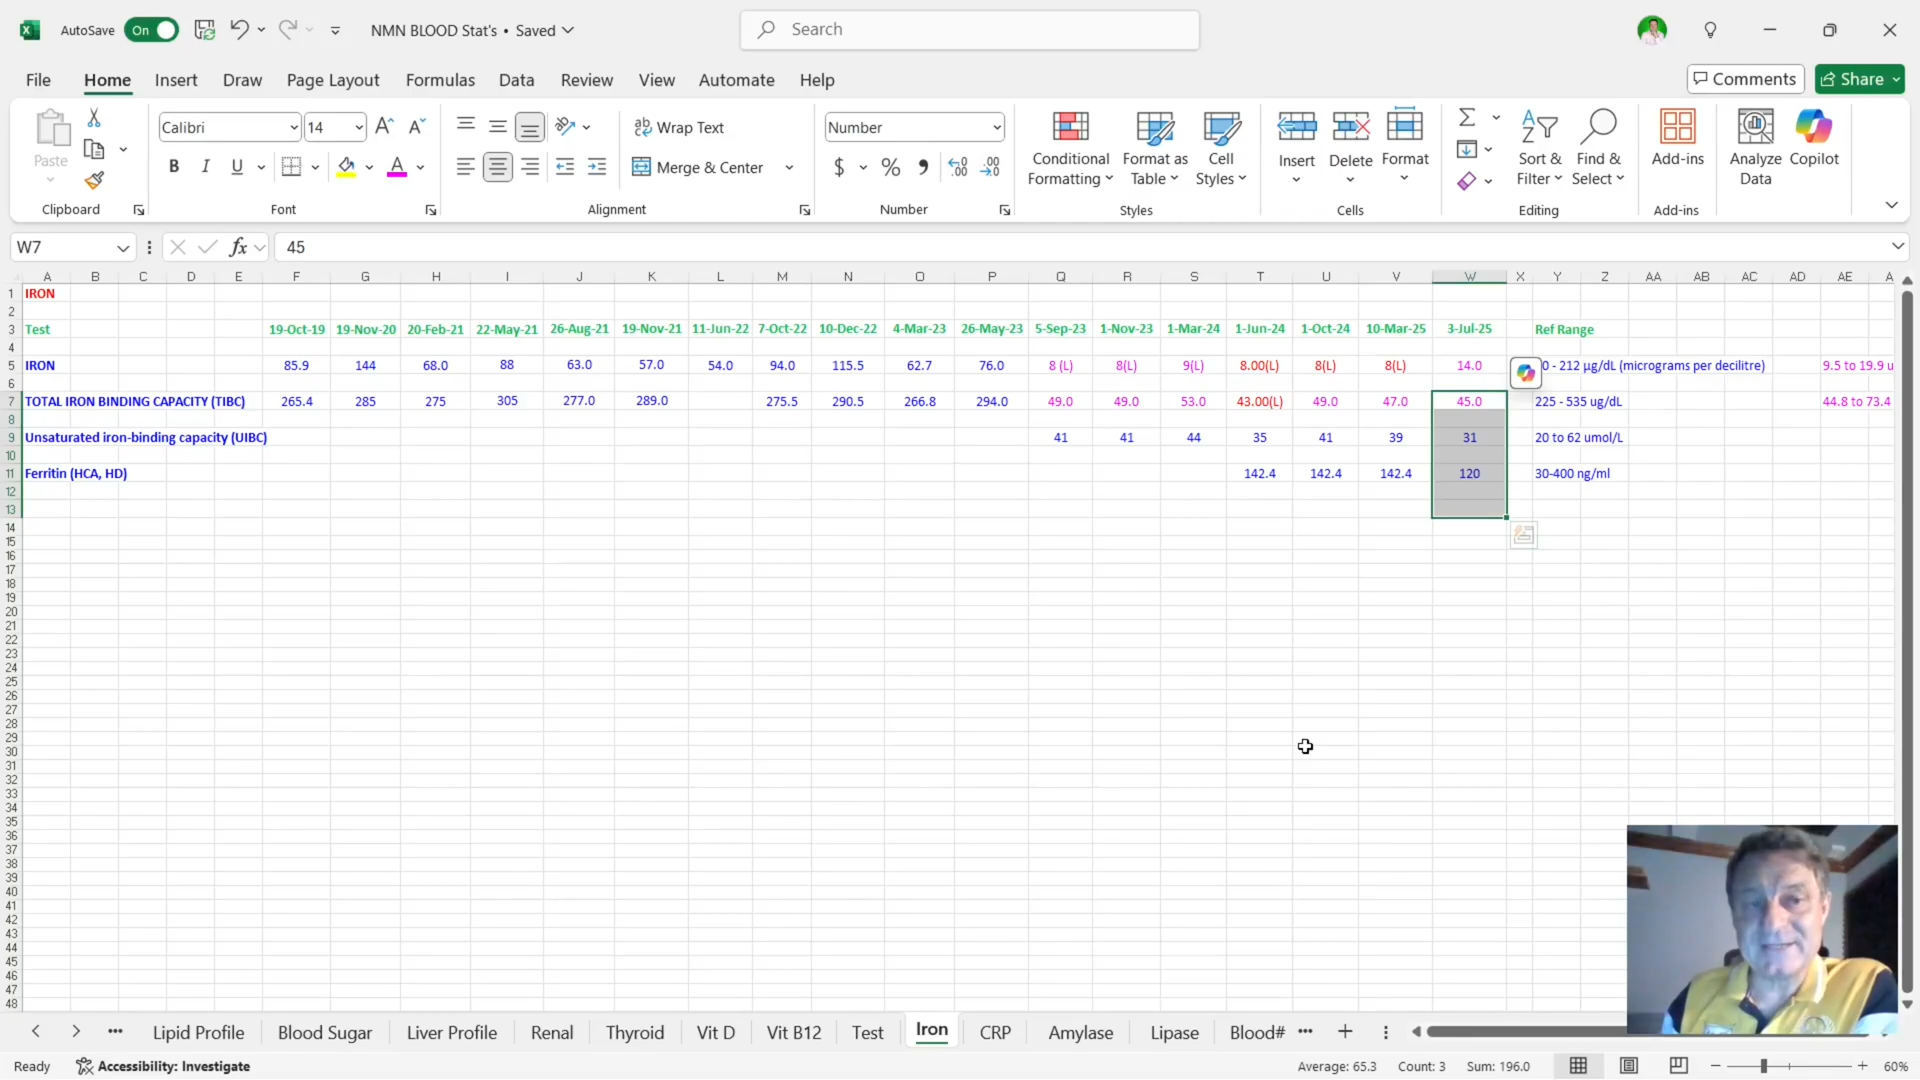 AutoSave On NMN BLOOD Stat's • Saved Search
File Home Insert Draw Page Layout Formulas Data Review View Automate Help Comments Share
Paste Calibri 14 Wrap Text Number Conditional Formatting Format as Table Cell Styles Insert Delete Format Sort & Filter Find & Select Add-ins Analyze Data Copilot
B I U A Merge & Center $ % 9
Clipboard Font Alignment Number Styles Cells Editing Add-ins
W7 fx 45
A B C D E F G H I J K L M N O P Q R S T U V W X Y Z AA AB AC AD AE A
1 IRON
2
3 Test 19-Oct-19 19-Nov-20 20-Feb-21 22-May-21 26-Aug-21 19-Nov-21 11-Jun-22 7-Oct-22 10-Dec-22 4-Mar-23 26-May-23 5-Sep-23 1-Nov-23 1-Mar-24 1-Jun-24 1-Oct-24 10-Mar-25 3-Jul-25 Ref Range
4
5 IRON 85.9 144 68.0 88 63.0 57.0 54.0 94.0 115.5 62.7 76.0 8 (L) 8(L) 9(L) 8.00(L) 8(L) 8(L) 14.0 0 - 212 µg/dL (micrograms per decilitre) 9.5 to 19.9 u
6
7 TOTAL IRON BINDING CAPACITY (TIBC) 265.4 285 275 305 277.0 289.0 275.5 290.5 266.8 294.0 49.0 49.0 53.0 43.00(L) 49.0 47.0 45.0 225 - 535 ug/dL 44.8 to 73.4
8
9 Unsaturated iron-binding capacity (UIBC) 41 41 44 35 41 39 31 20 to 62 umol/L
10
11 Ferritin (HCA, HD) 142.4 142.4 142.4 120 30-400 ng/ml
12
13
14
15
16
17
18
19
20
21
22
23
24
25
26
27
28
29
30
31
32
33
34
35
36
37
38
39
40
41
42
43
44
45
46
47
48
Lipid Profile Blood Sugar Liver Profile Renal Thyroid Vit D Vit B12 Test Iron CRP Amylase Lipase Blood#
Ready Accessibility: Investigate Average: 65.3 Count: 3 Sum: 196.0 60%